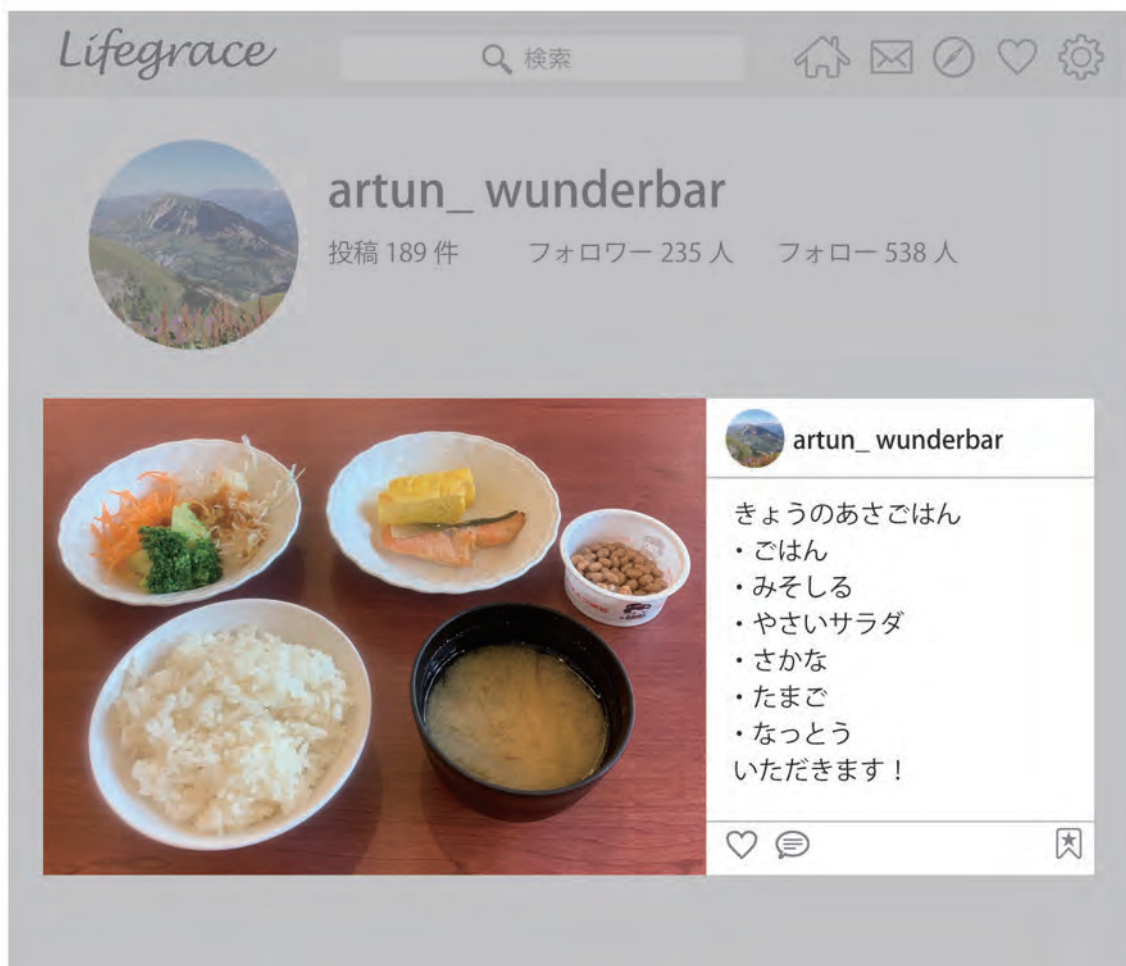 Lifegrace
検索
artun_ wunderbar
投稿 189 件 フォロワー 235 人 フォロー 538 人
artun_ wunderbar
きょうのあさごはん
・ごはん
・みそしる
・やさいサラダ
・さかな
・たまご
・なっとう
いただきます！